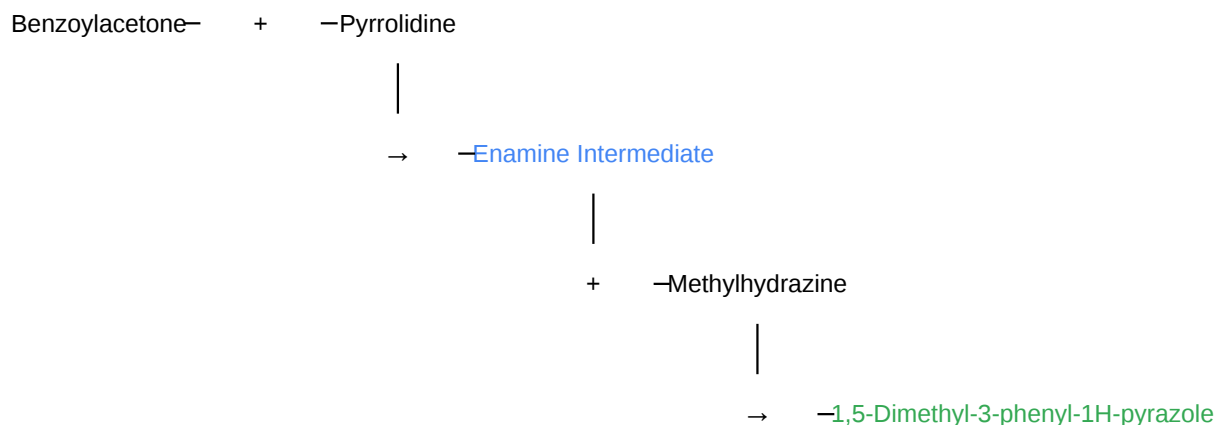 Benzoylacetone + Pyrrolidine
→ Enamine Intermediate
+ Methylhydrazine
→ 1,5-Dimethyl-3-phenyl-1H-pyrazole